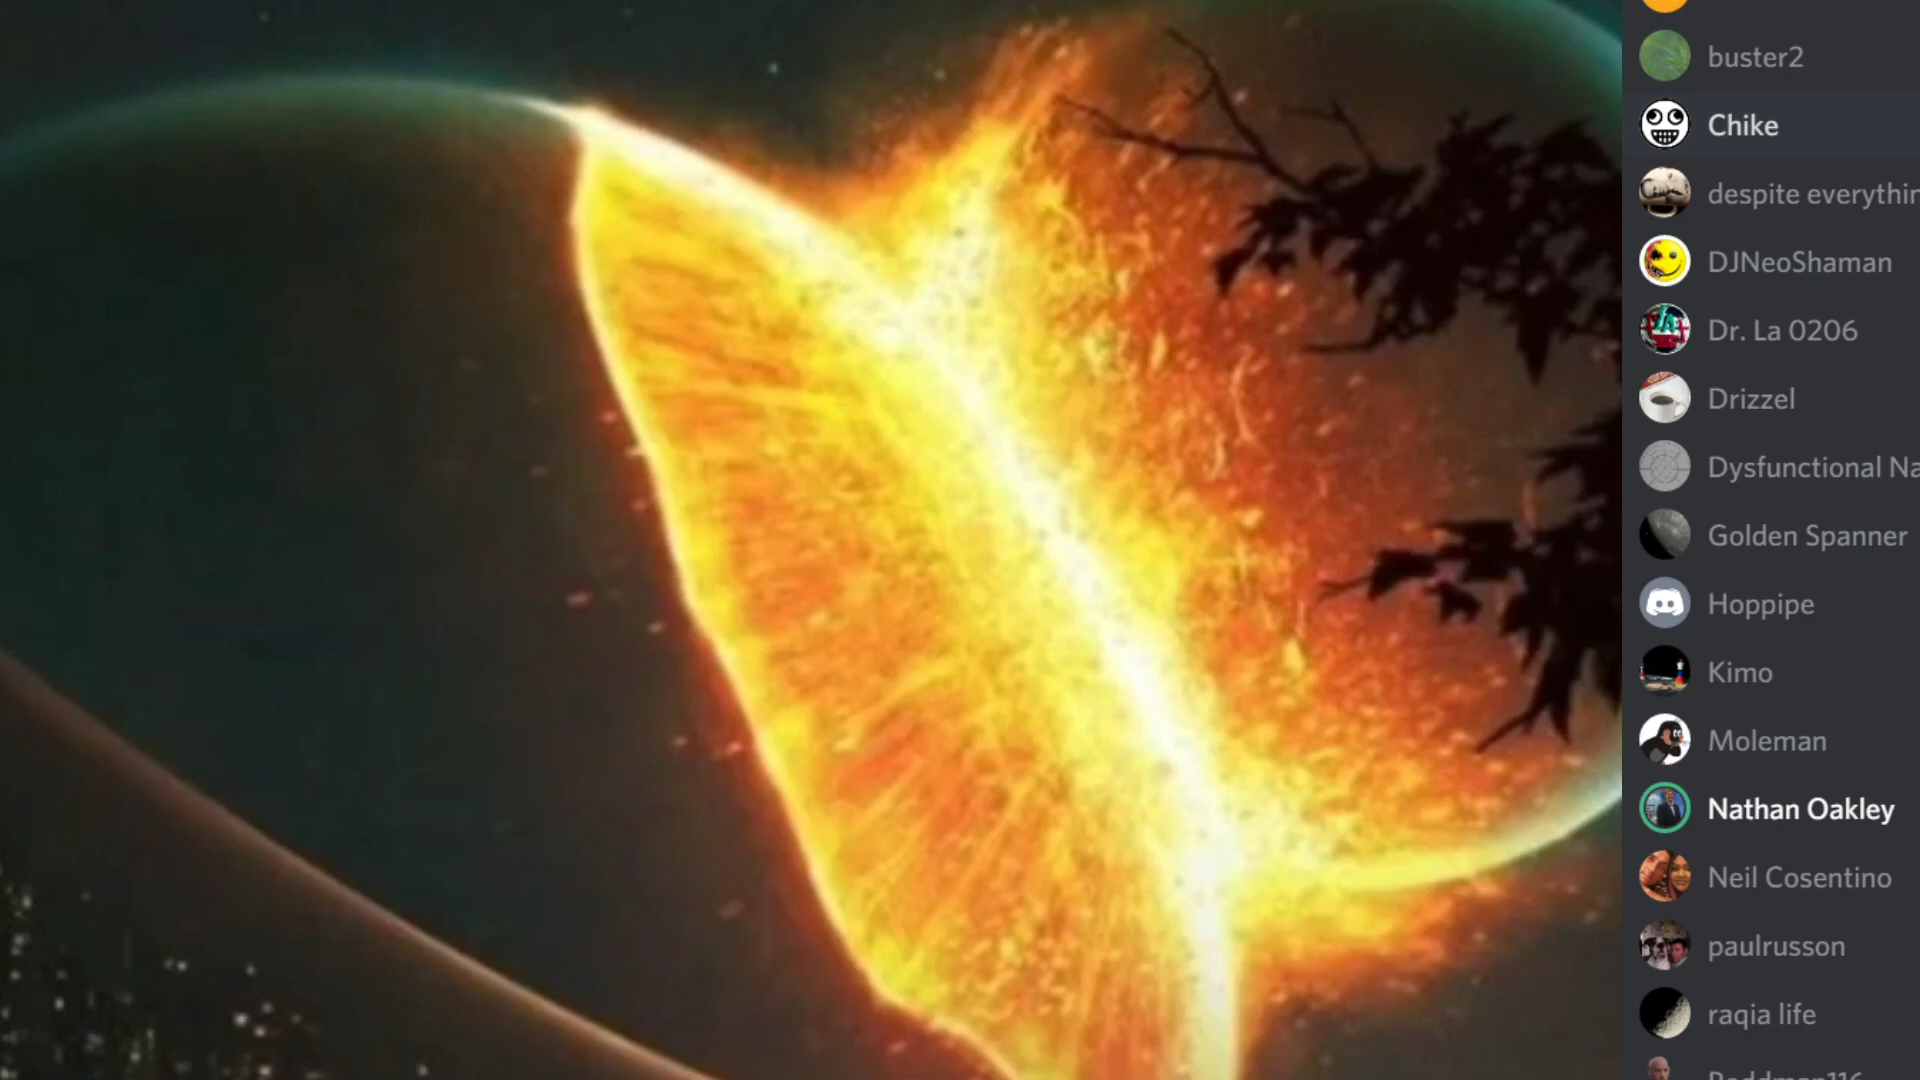 buster2
Chike
despite everythin
DJNeoShaman
Dr. La 0206
Drizzel
Dysfunctional Na
Golden Spanner
Hoppipe
Kimo
Moleman
Nathan Oakley
Neil Cosentino
paulrusson
raqia life